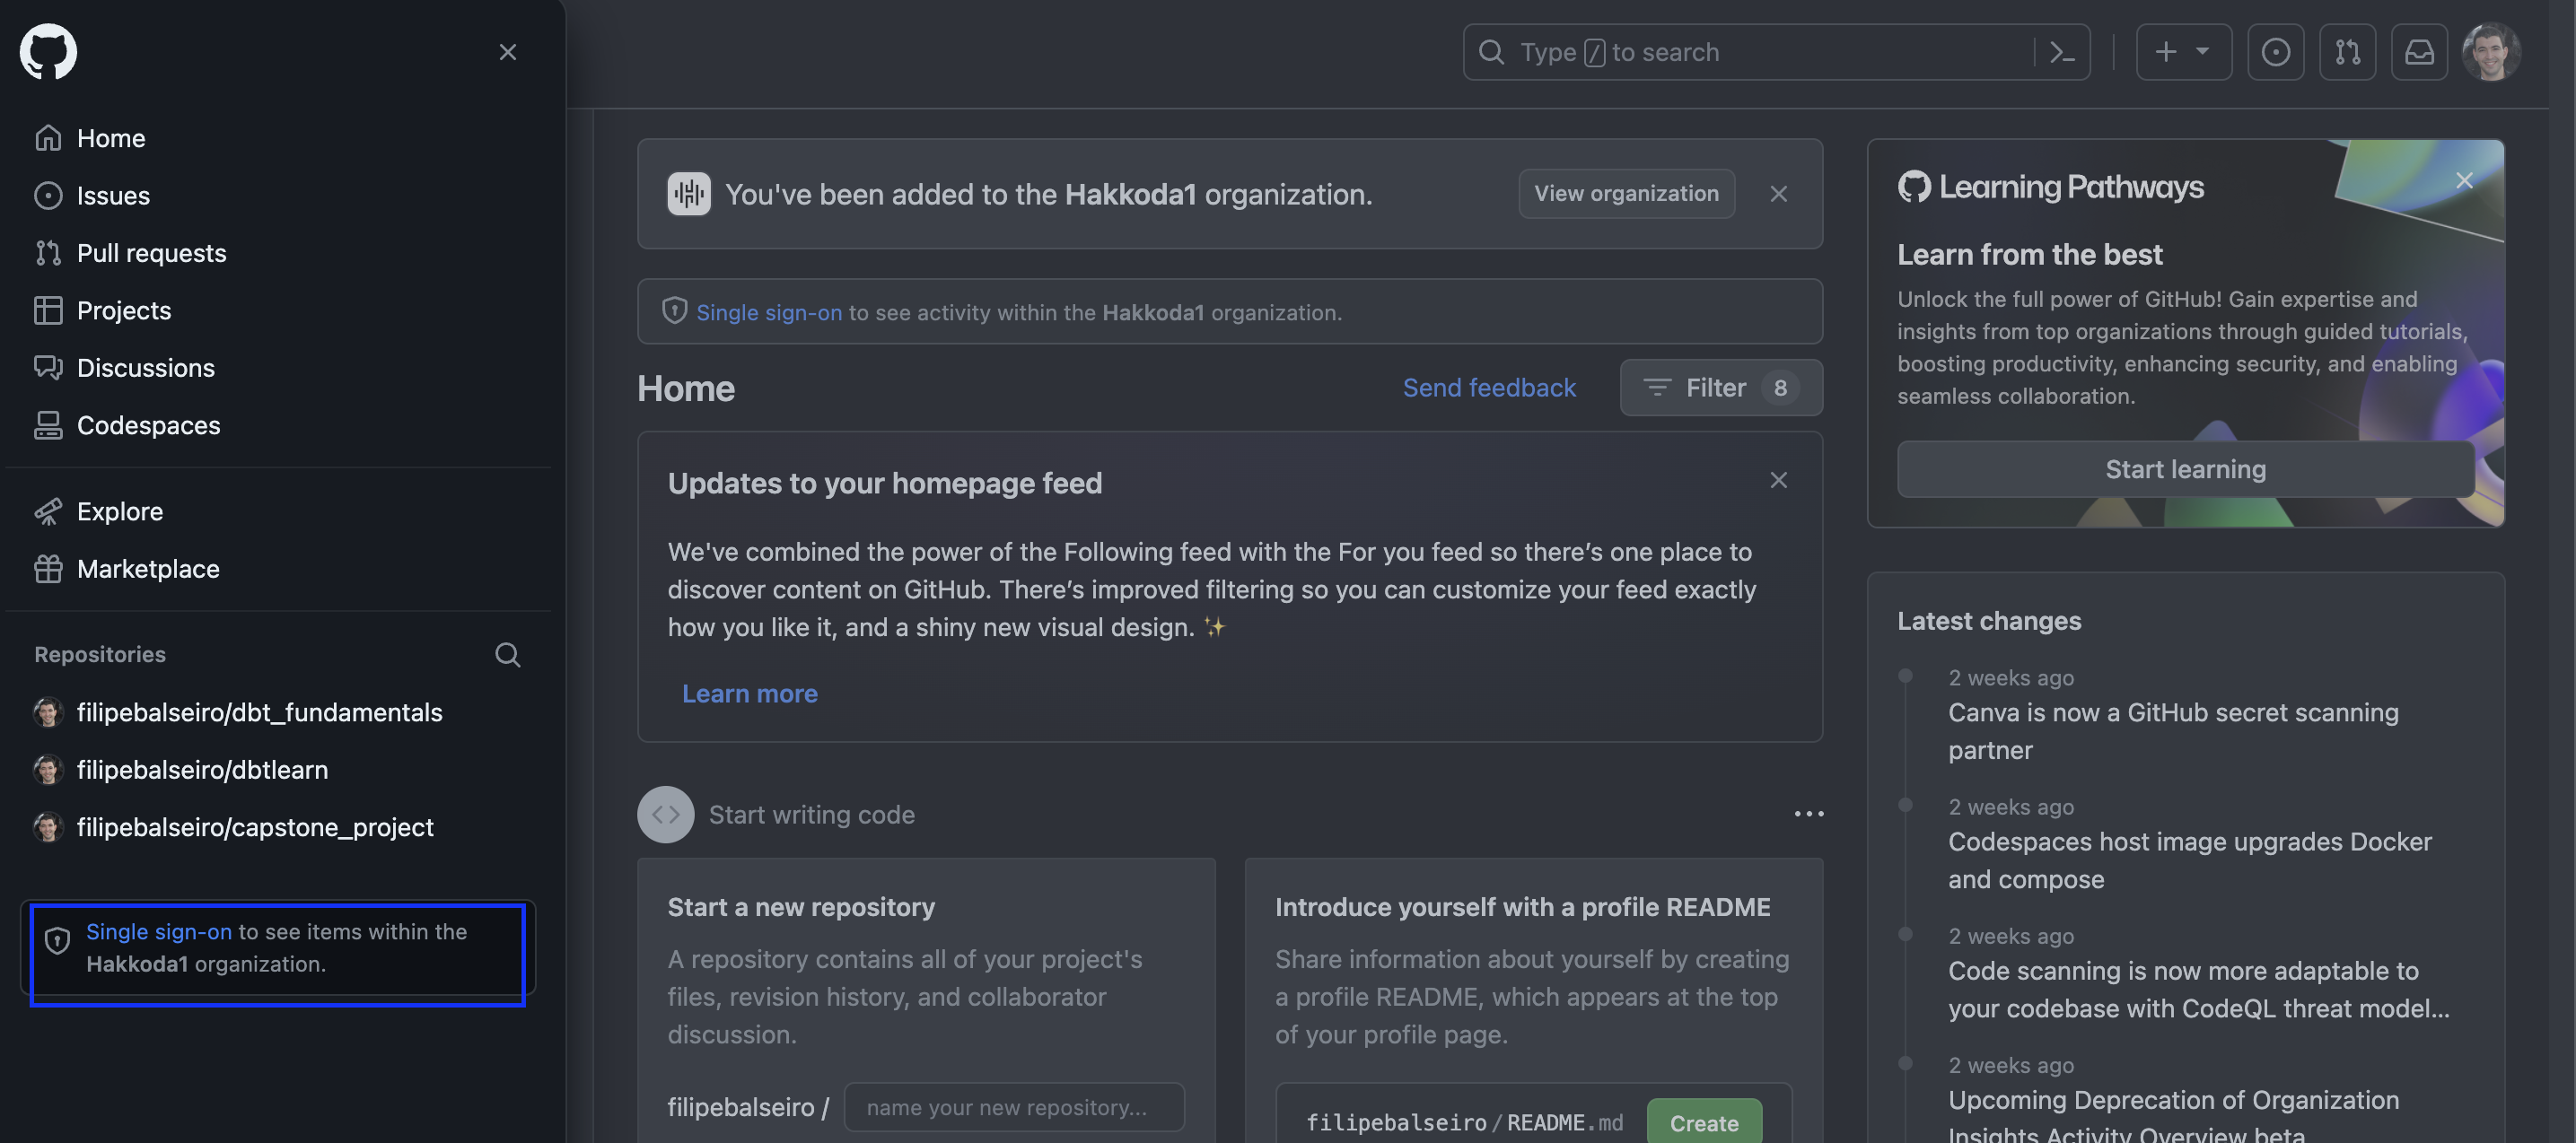 Type / to search
Home
Issues
Pull requests
Projects
Discussions
Codespaces
Explore
Marketplace
Repositories
filipebalseiro/dbt_fundamentals
filipebalseiro/dbtlearn
filipebalseiro/capstone_project
Single sign-on to see items within the
Hakkoda1 organization.
You've been added to the Hakkoda1 organization.
View organization
Single sign-on to see activity within the Hakkoda1 organization.
Home
Send feedback
Filter 8
Updates to your homepage feed
We've combined the power of the Following feed with the For you feed so there’s one place to
discover content on GitHub. There’s improved filtering so you can customize your feed exactly
how you like it, and a shiny new visual design. ✨
Learn more
Start writing code
Start a new repository
A repository contains all of your project's
files, revision history, and collaborator
discussion.
filipebalseiro /
name your new repository...
Introduce yourself with a profile README
Share information about yourself by creating
a profile README, which appears at the top
of your profile page.
filipebalseiro/README.md
Create
Learning Pathways
Learn from the best
Unlock the full power of GitHub! Gain expertise and
insights from top organizations through guided tutorials,
boosting productivity, enhancing security, and enabling
seamless collaboration.
Start learning
Latest changes
2 weeks ago
Canva is now a GitHub secret scanning
partner
2 weeks ago
Codespaces host image upgrades Docker
and compose
2 weeks ago
Code scanning is now more adaptable to
your codebase with CodeQL threat model...
2 weeks ago
Upcoming Deprecation of Organization
Insights Activity Overview beta